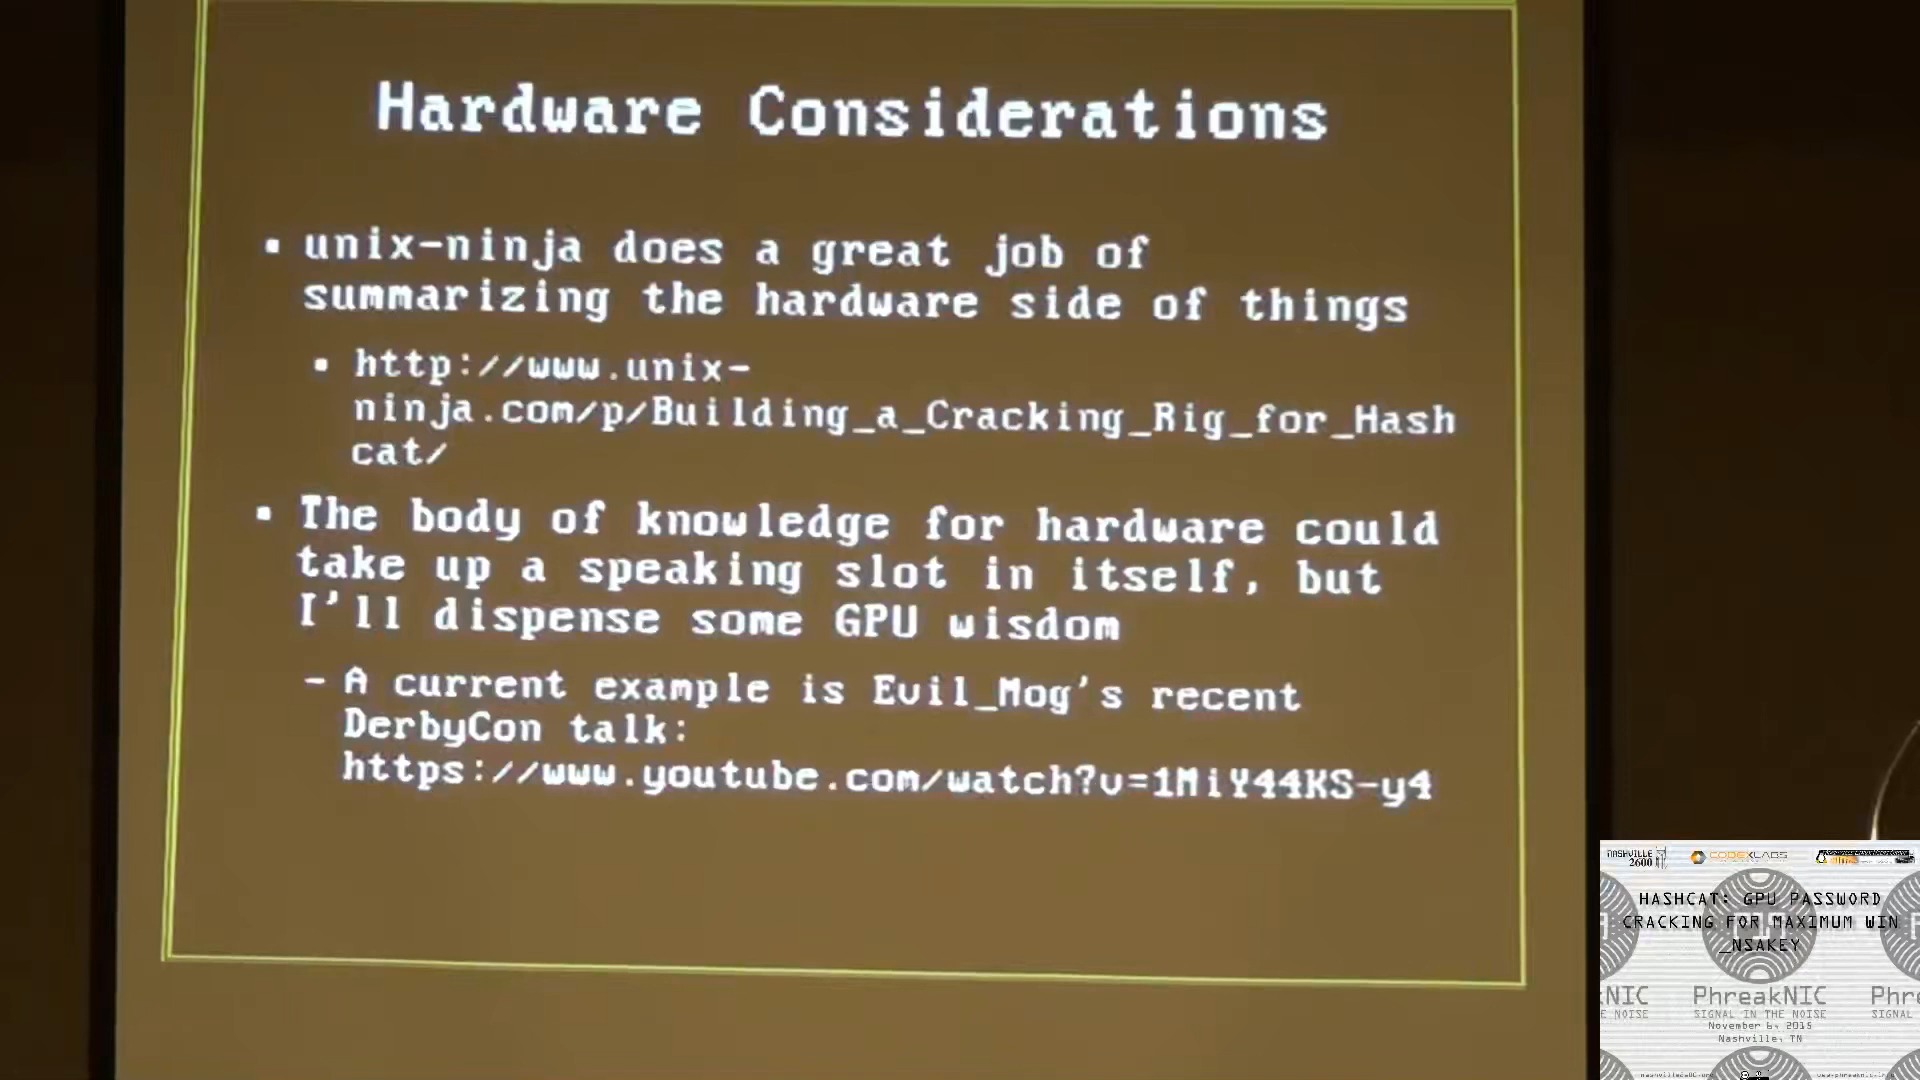 Hardware Considerations
▪ unix-ninja does a great job of
summarizing the hardware side of things
▪ http://www.unix-
ninja.com/p/Building_a_Cracking_Rig_for_Hash
cat/
▪ The body of knowledge for hardware could
take up a speaking slot in itself, but
I'll dispense some GPU wisdom
– A current example is Evil_Mog's recent
DerbyCon talk:
https://www.youtube.com/watch?v=1MiY44KS-y4
NASHVILLE
2600
CODEXLABS
HASHCAT: GPU PASSWORD
CRACKING FOR MAXIMUM WIN
_NSAKEY
PhreakNIC
SIGNAL IN THE NOISE
November 6, 2015
Nashville, TN